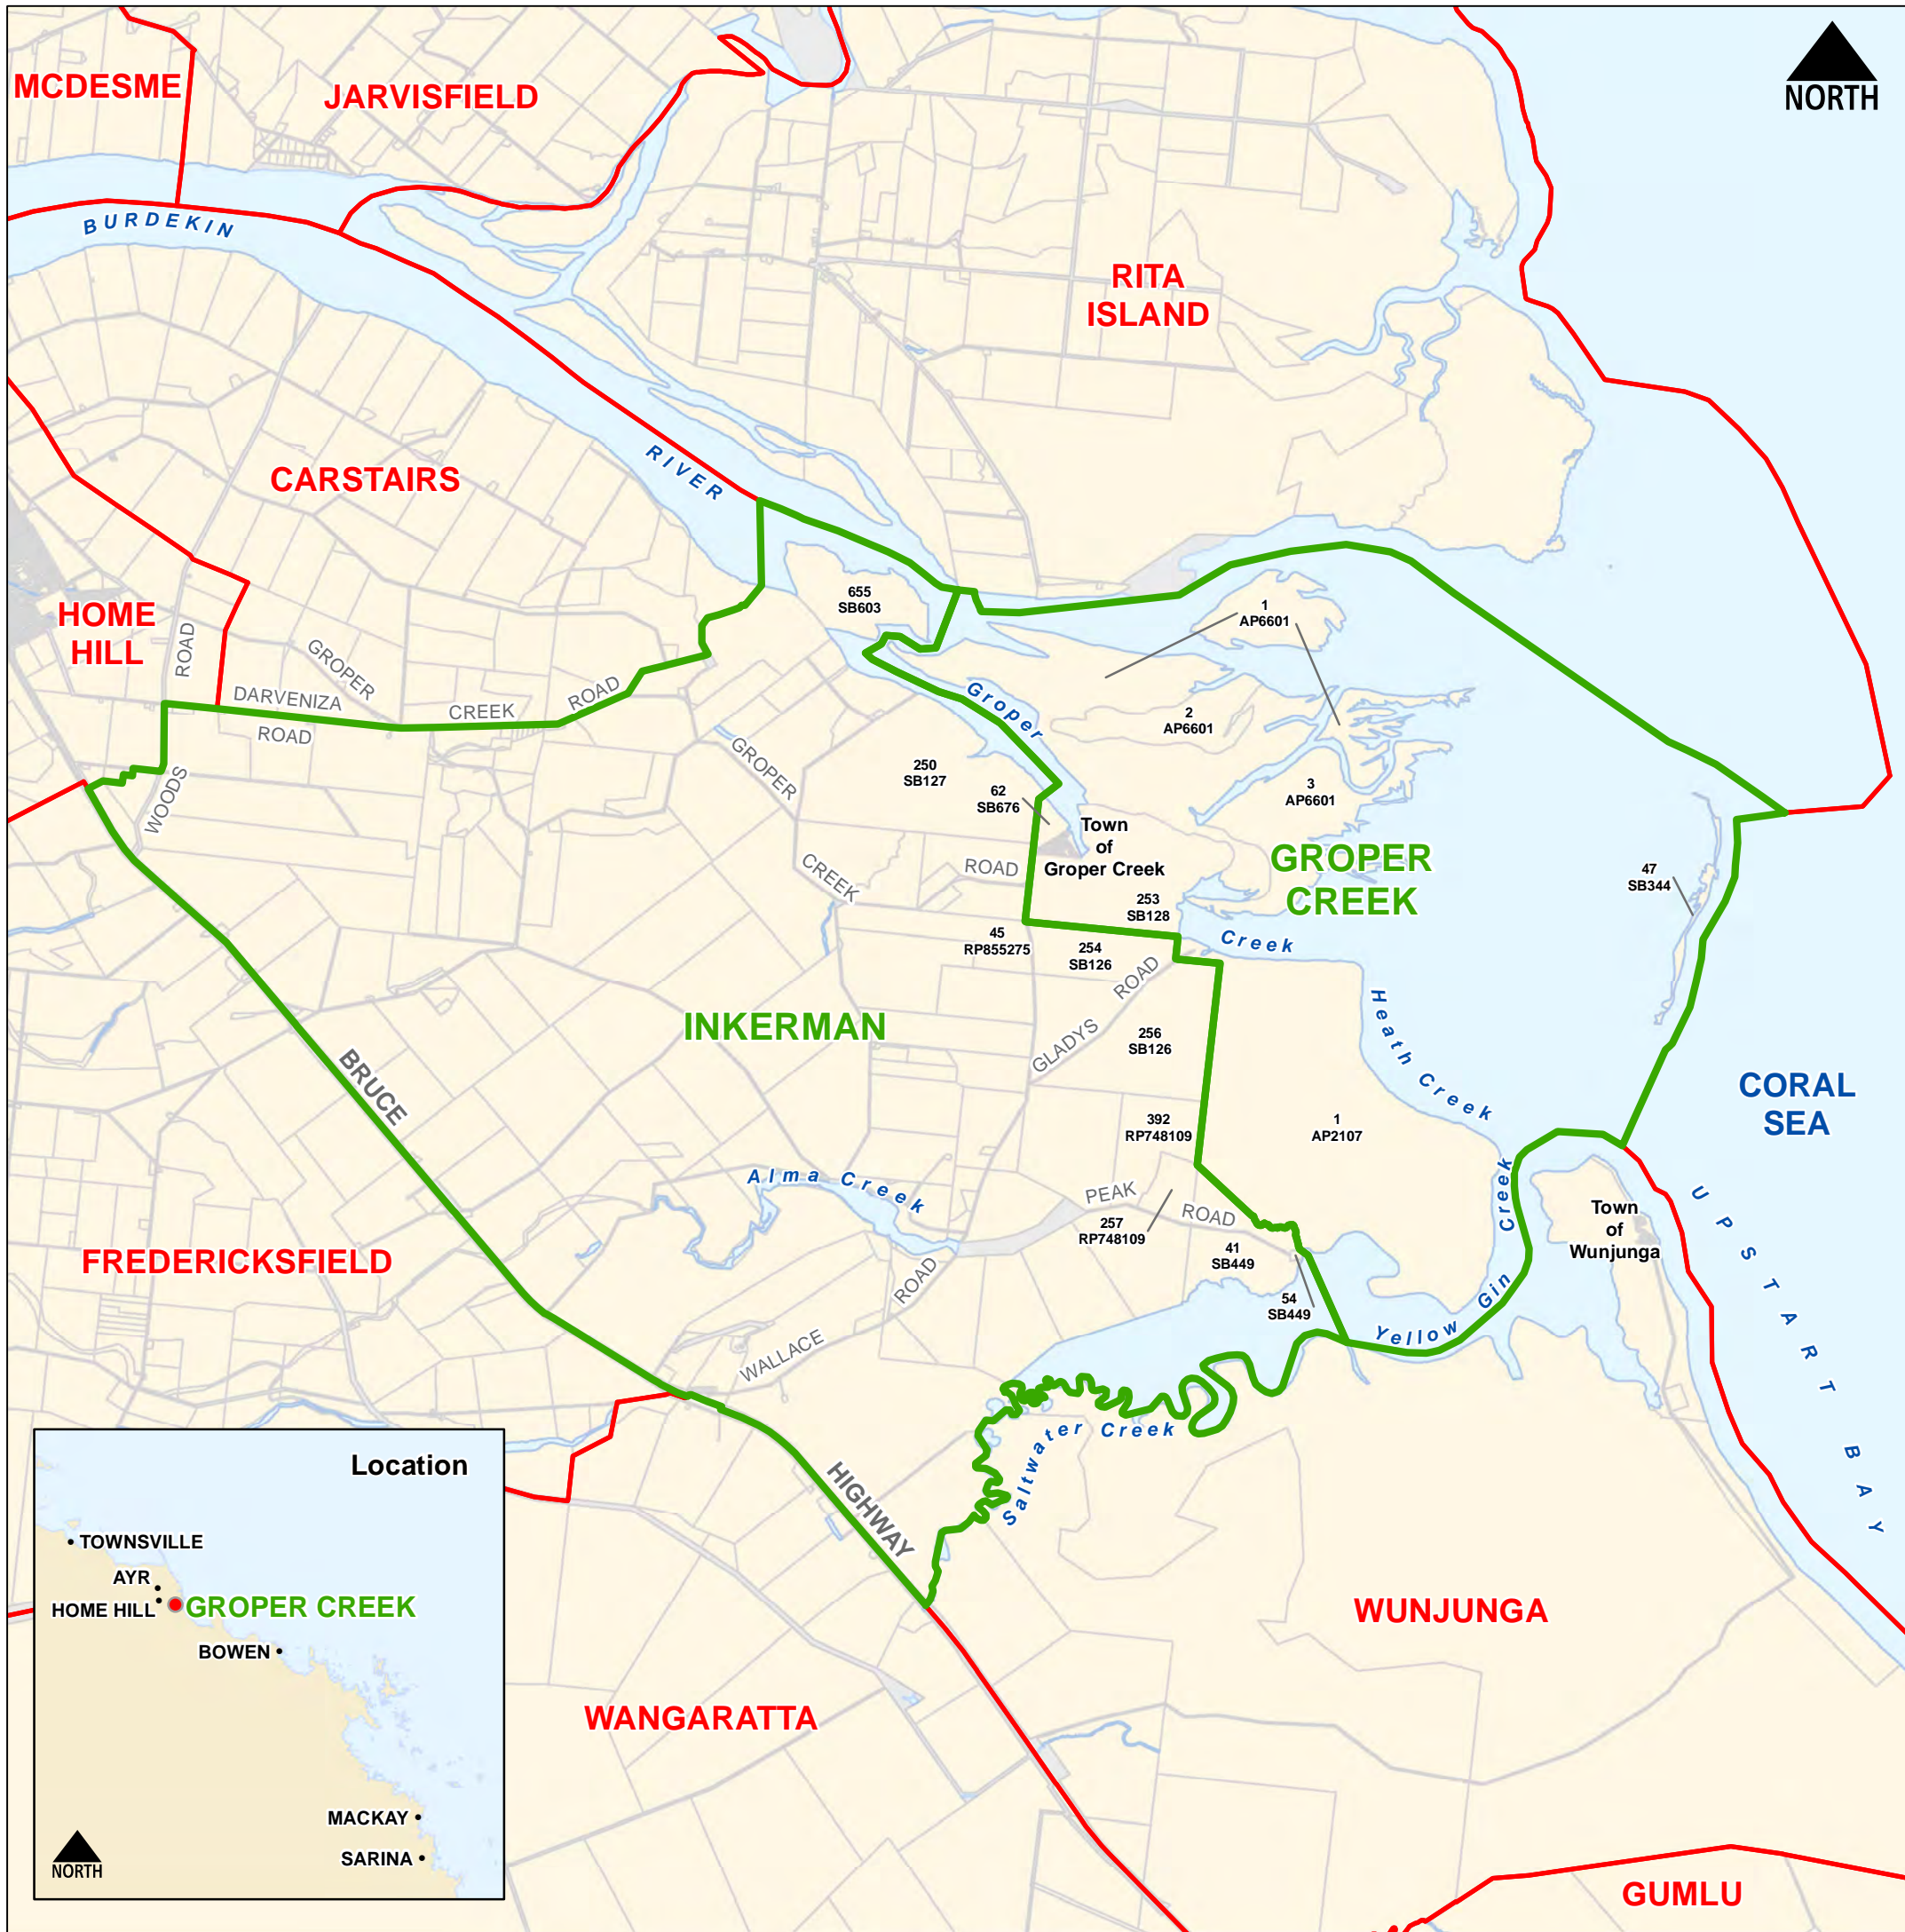 NORTH
MCDESME
JARVISFIELD
BURDEKIN
RITA
ISLAND
RIVER
CARSTAIRS
655
SB603
1
AP6601
HOME
HILL
ROAD
GROPER
DARVENIZA
CREEK
ROAD
ROAD
Groper
2
AP6601
GROPER
250
SB127
62
SB676
3
AP6601
WOODS
Town
of
Groper Creek
ROAD
CREEK
GROPER
CREEK
47
SB344
253
SB128
45
RP855275
254
SB126
Creek
ROAD
INKERMAN
GLADYS
256
SB126
Heath Creek
BRUCE
CORAL
SEA
392
RP748109
1
AP2107
Alma Creek
PEAK
ROAD
257
RP748109
41
SB449
54
SB449
Creek
Gin
Yellow
Town
of
Wunjunga
UPSTART BAY
FREDERICKSFIELD
ROAD
WALLACE
Saltwater Creek
HIGHWAY
WUNJUNGA
WANGARATTA
GUMLU
Location
TOWNSVILLE
AYR
HOME HILL
GROPER CREEK
BOWEN
MACKAY
SARINA
NORTH